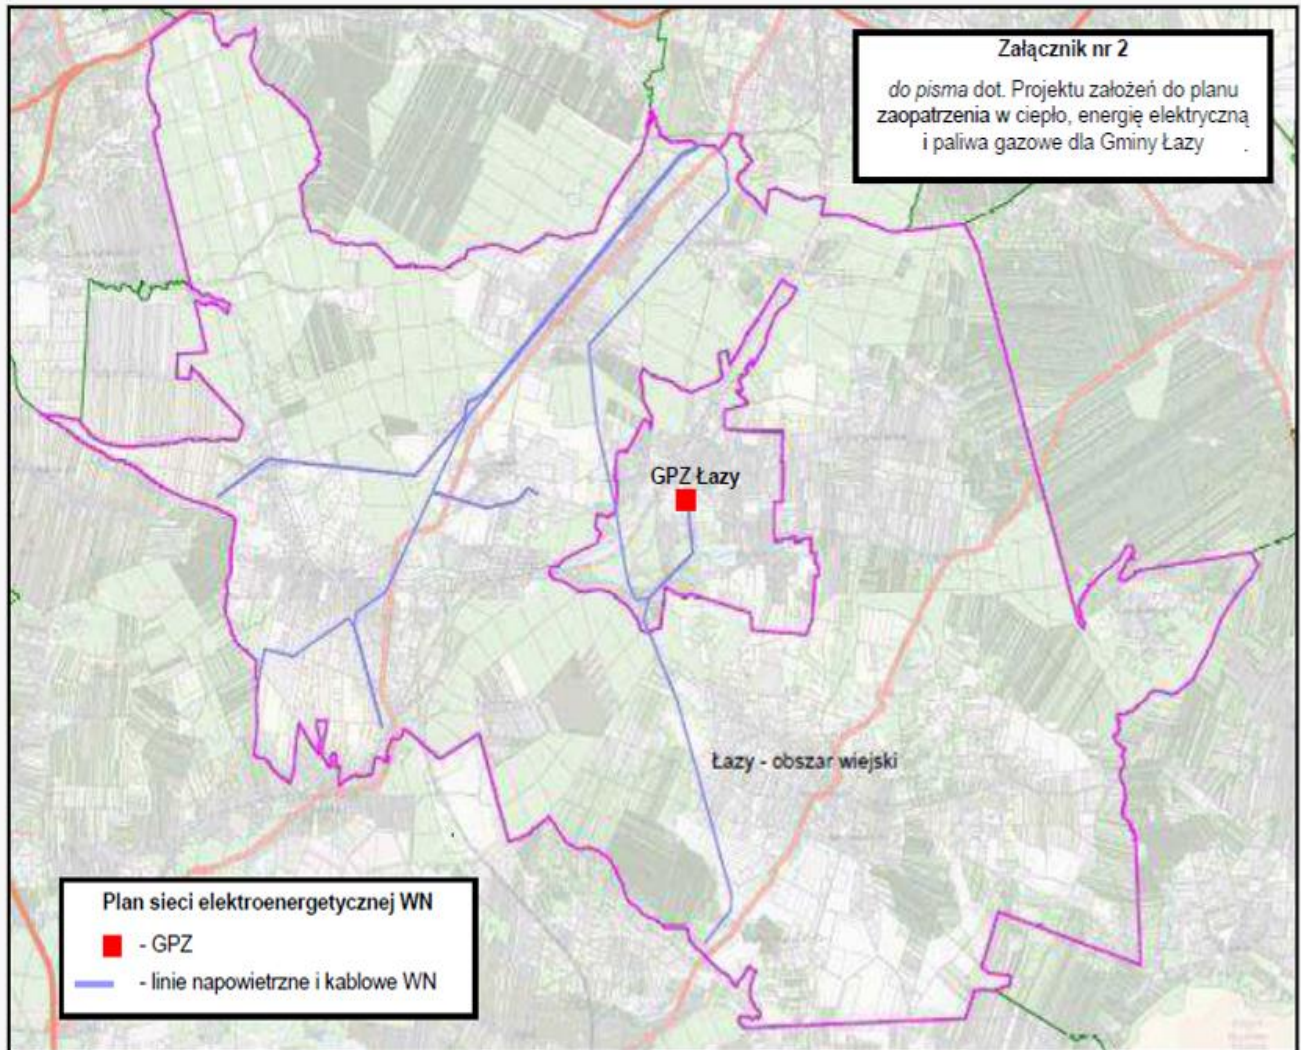 Załącznik nr 2
do pisma dot. Projektu założeń do planu
zaopatrzenia w ciepło, energię elektryczną
i paliwa gazowe dla Gminy Łazy
GPZ Łazy
Łazy - obszar wiejski
Plan sieci elektroenergetycznej WN
- GPZ
- linie napowietrzne i kablowe WN